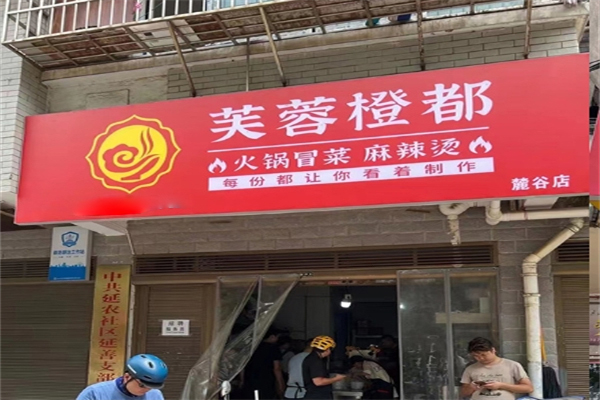 芙蓉橙都
火锅冒菜 麻辣烫
每份都让你看着制作
麓谷店
中共延农社区延善支部